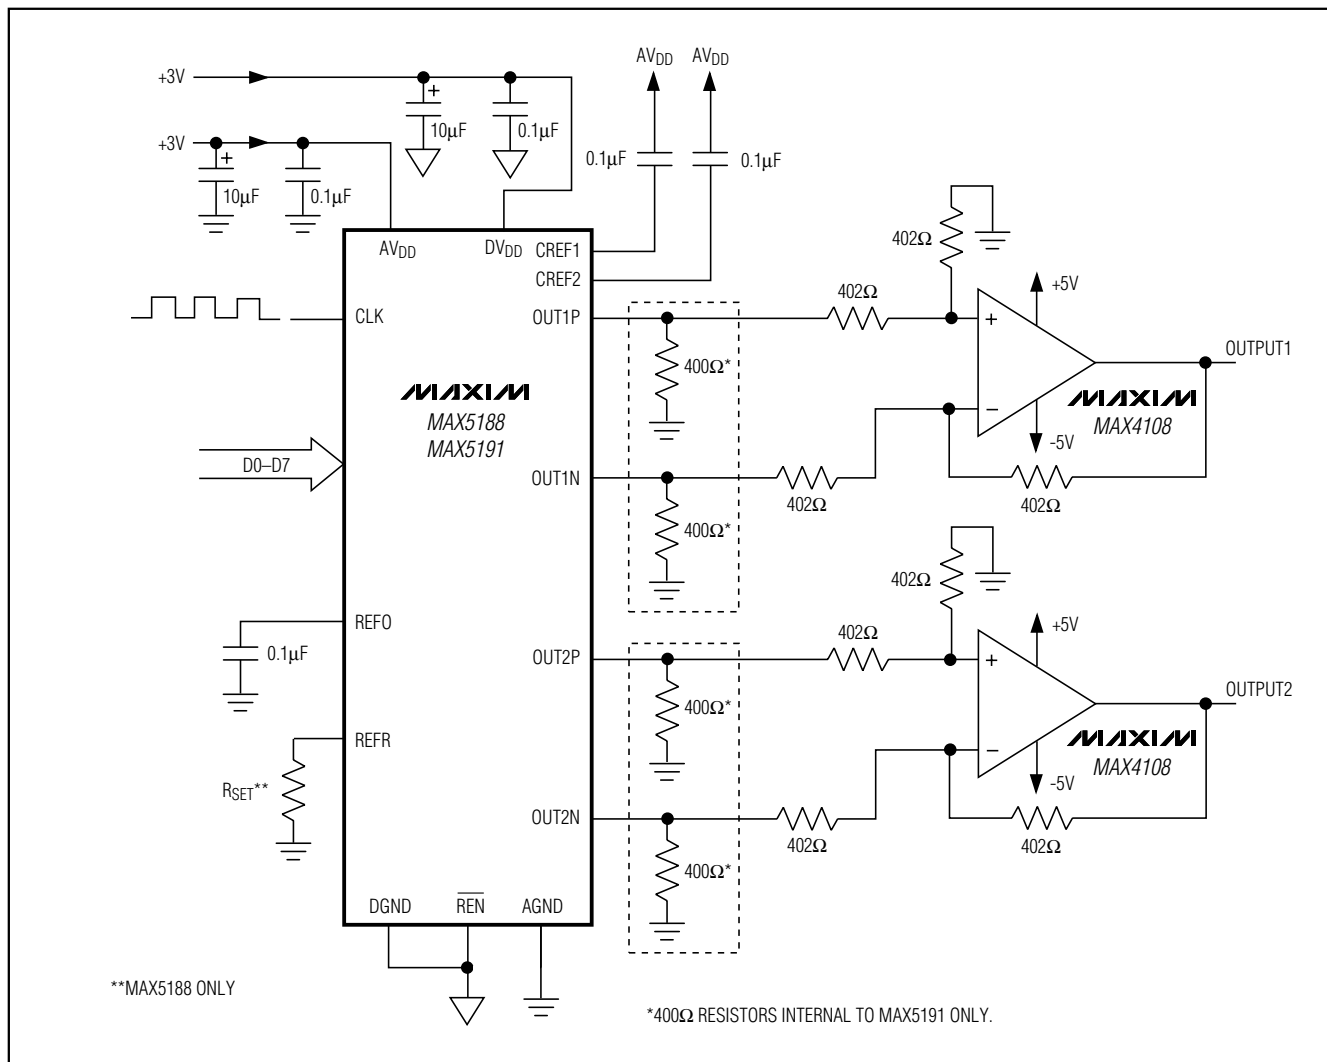 AVDD AVDD
+3V
+
10µF
0.1µF
+3V
+
10µF
0.1µF
0.1µF
0.1µF
AVDD
DVDD
CREF1
CREF2
CLK
OUT1P
MAXIM
MAX5188
MAX5191
D0–D7
OUT1N
REFO
0.1µF
OUT2P
REFR
RSET**
OUT2N
DGND
REN
AGND
400Ω*
400Ω*
400Ω*
400Ω*
402Ω
402Ω
+5V
+
OUTPUT1
MAXIM
MAX4108
−
-5V
402Ω
402Ω
402Ω
402Ω
+5V
+
OUTPUT2
MAXIM
MAX4108
−
-5V
402Ω
402Ω
**MAX5188 ONLY
*400Ω RESISTORS INTERNAL TO MAX5191 ONLY.